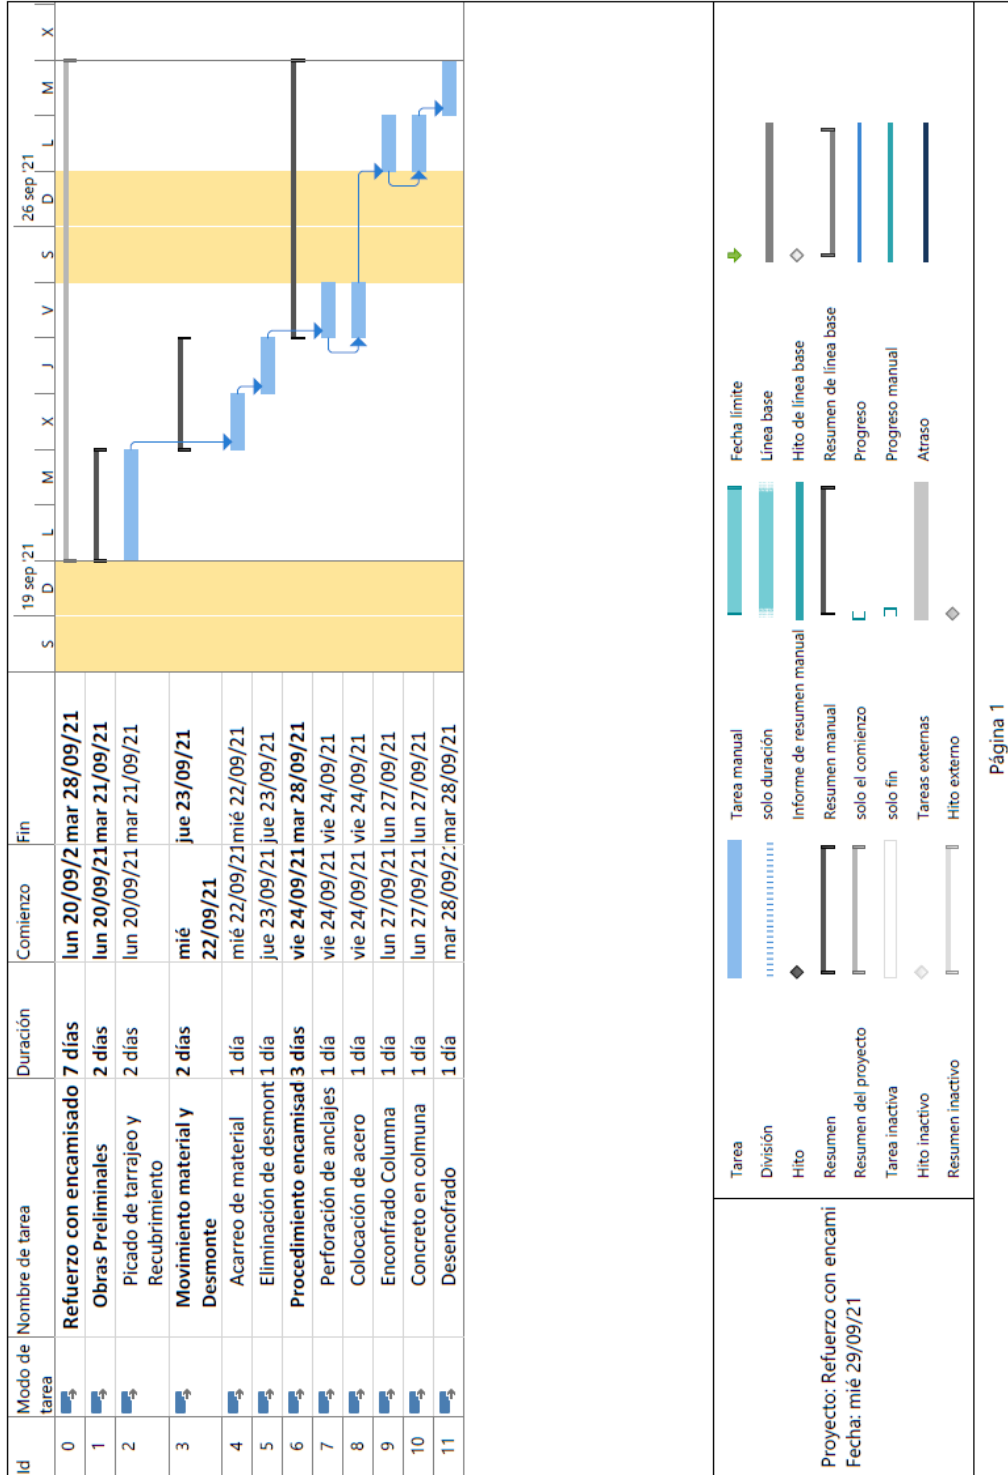 Id Modo de tarea Nombre de tarea Duración Comienzo Fin 19 sep '21 26 sep '21
S D L M X J V S D L M X
0 Refuerzo con encamisado 7 días lun 20/09/2 mar 28/09/21
1 Obras Preliminales 2 días lun 20/09/21 mar 21/09/21
2 Picado de tarrajeo y 2 días lun 20/09/21 mar 21/09/21
Recubrimiento
3 Movimiento material y 2 días mié jue 23/09/21
Desmonte 22/09/21
4 Acarreo de material 1 día mié 22/09/21 mié 22/09/21
5 Eliminación de desmont 1 día jue 23/09/21 jue 23/09/21
6 Procedimiento encamisad 3 días vie 24/09/21 mar 28/09/21
7 Perforación de anclajes 1 día vie 24/09/21 vie 24/09/21
8 Colocación de acero 1 día vie 24/09/21 vie 24/09/21
9 Enconfrado Columna 1 día lun 27/09/21 lun 27/09/21
10 Concreto en colmuna 1 día lun 27/09/21 lun 27/09/21
11 Desencofrado 1 día mar 28/09/2 mar 28/09/21
Proyecto: Refuerzo con encami
Fecha: mié 29/09/21
Tarea Tarea manual Fecha límite
División solo duración Línea base
Hito Informe de resumen manual Hito de línea base
Resumen Resumen manual Resumen de línea base
Resumen del proyecto solo el comienzo Progreso
Tarea inactiva solo fin Progreso manual
Hito inactivo Tareas externas Atraso
Resumen inactivo Hito externo
Página 1